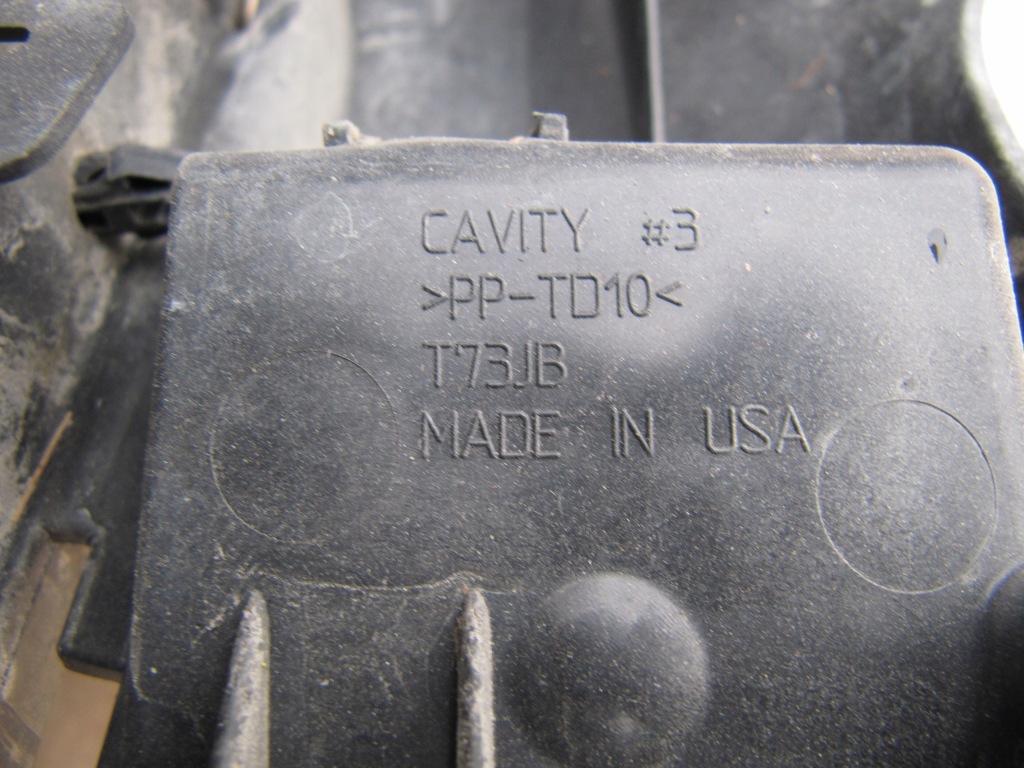 CAVITY #3
>PP-TD10<
T73JB
MADE IN USA